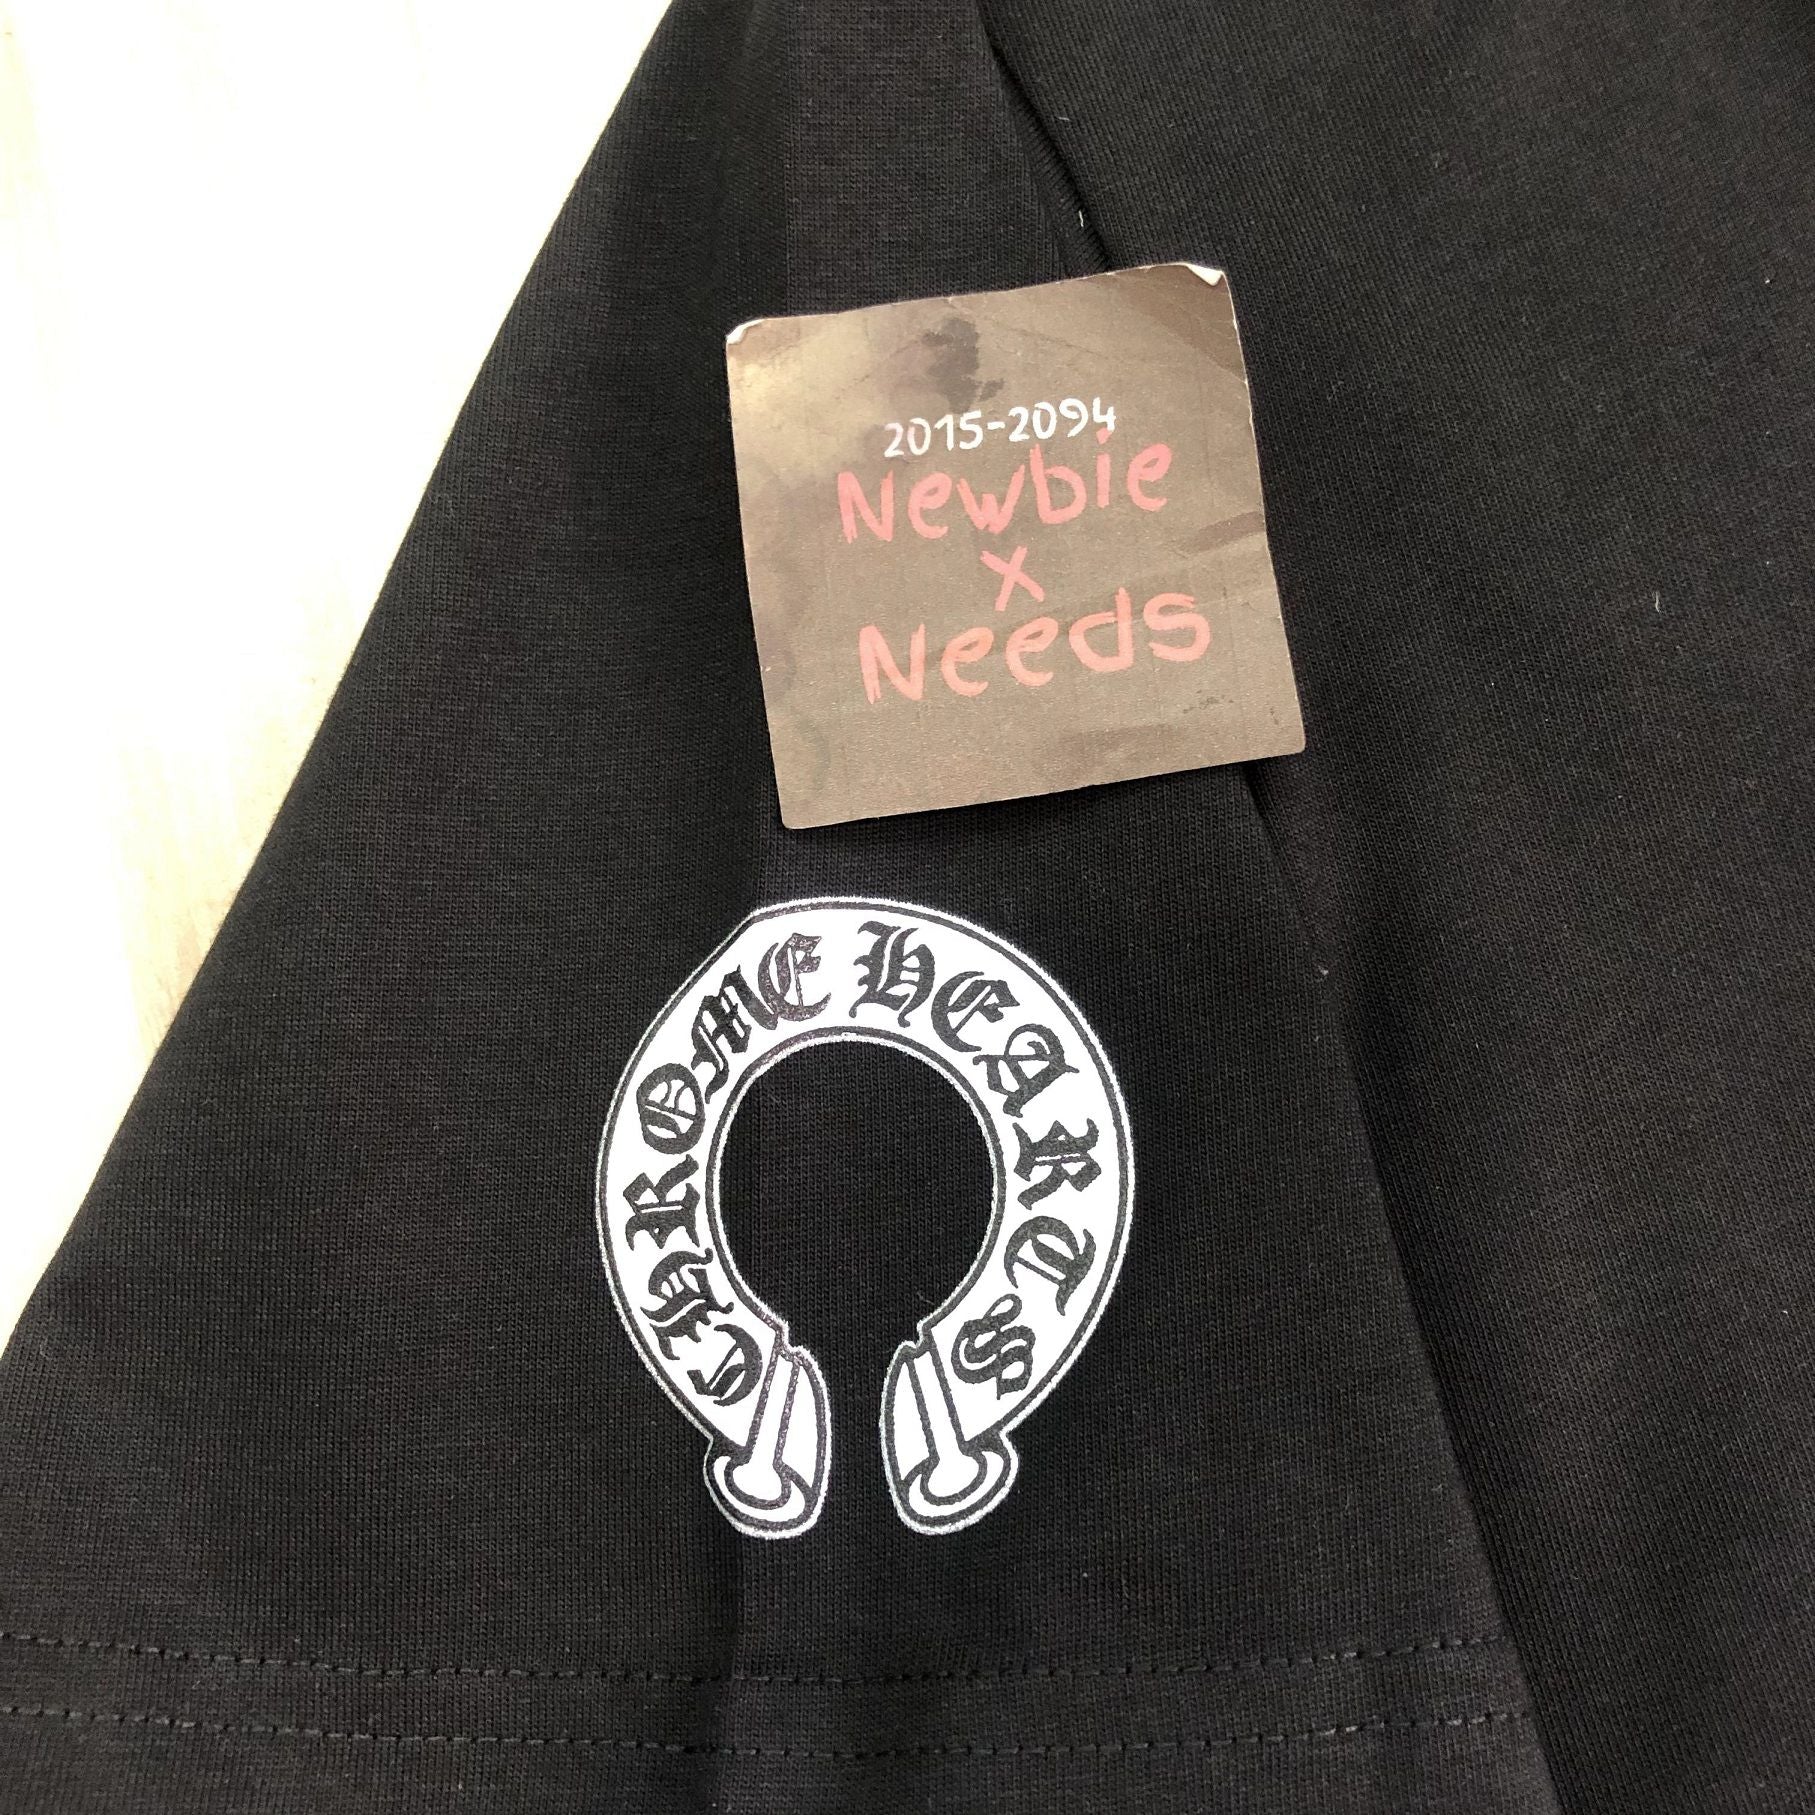 2015-2094
Newbie
x
Needs
CHROME HEARTS